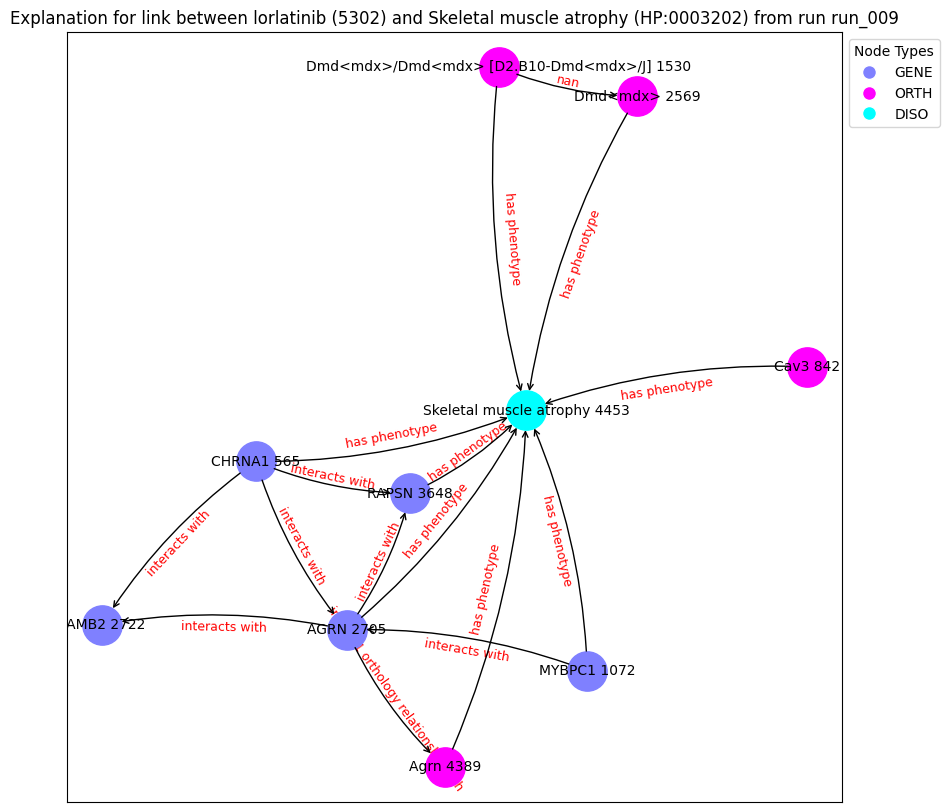 Explanation for link between lorlatinib (5302) and Skeletal muscle atrophy (HP:0003202) from run run_009
Node Types
GENE
ORTH
DISO
Dmd<mdx>/Dmd<mdx> [D2.B10-Dmd<mdx>/J] 1530
nan
Dmd<mdx> 2569
has phenotype
has phenotype
Cav3 842
has phenotype
Skeletal muscle atrophy 4453
has phenotype
CHRNA1 565
interacts with
has phenotype
RAPSN 3648
has phenotype
interacts with
interacts with
has phenotype
interacts with
has phenotype
AMB2 2722
interacts with
AGRN 2705
interacts with
MYBPC1 1072
orthology relations
Agrn 4389